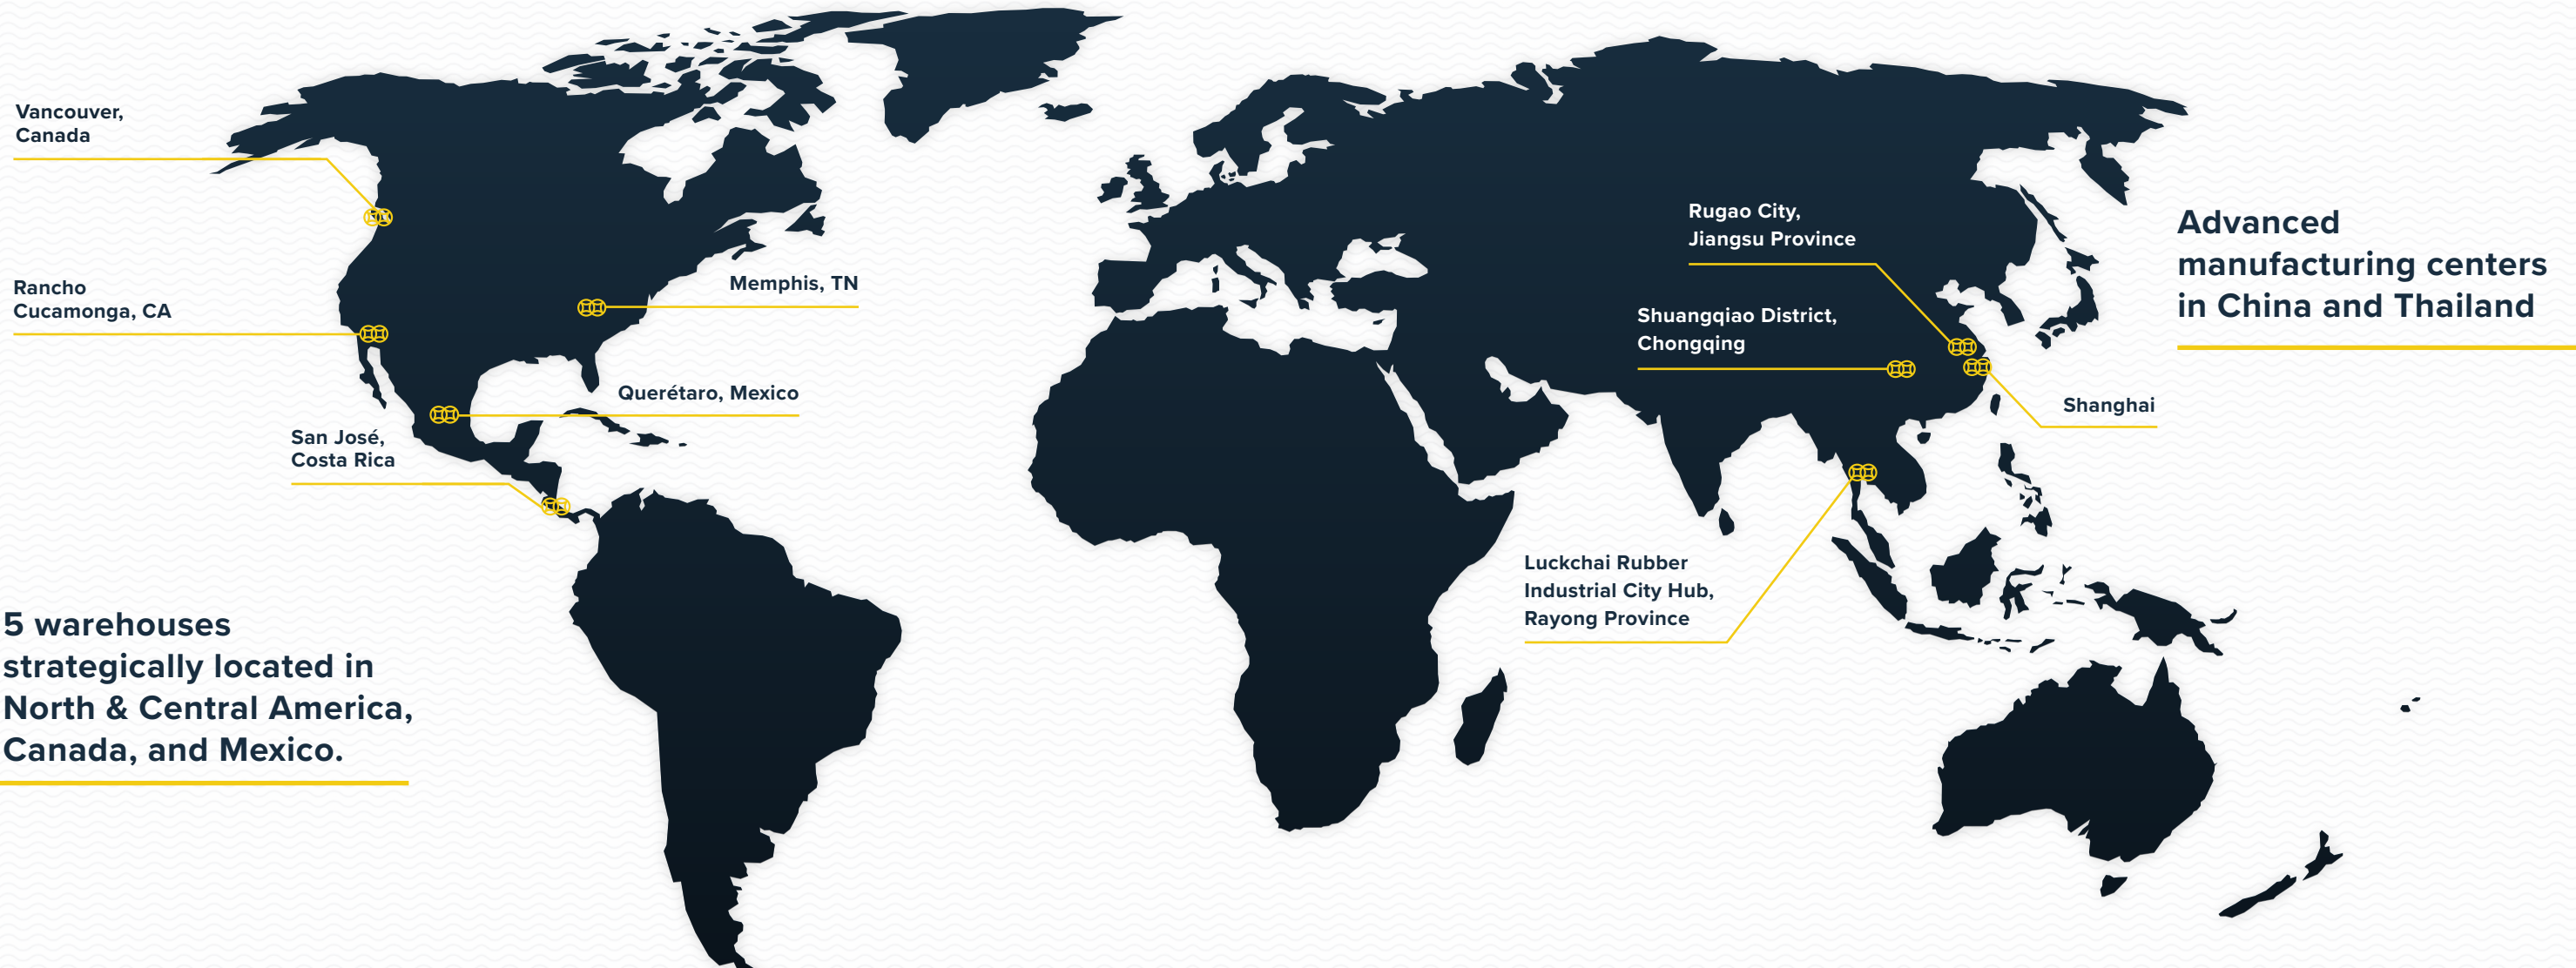 Vancouver,
Canada
Rancho
Cucamonga, CA
Memphis, TN
Querétaro, Mexico
San José,
Costa Rica
5 warehouses
strategically located in
North & Central America,
Canada, and Mexico.
Rugao City,
Jiangsu Province
Shuangqiao District,
Chongqing
Shanghai
Luckchai Rubber
Industrial City Hub,
Rayong Province
Advanced
manufacturing centers
in China and Thailand